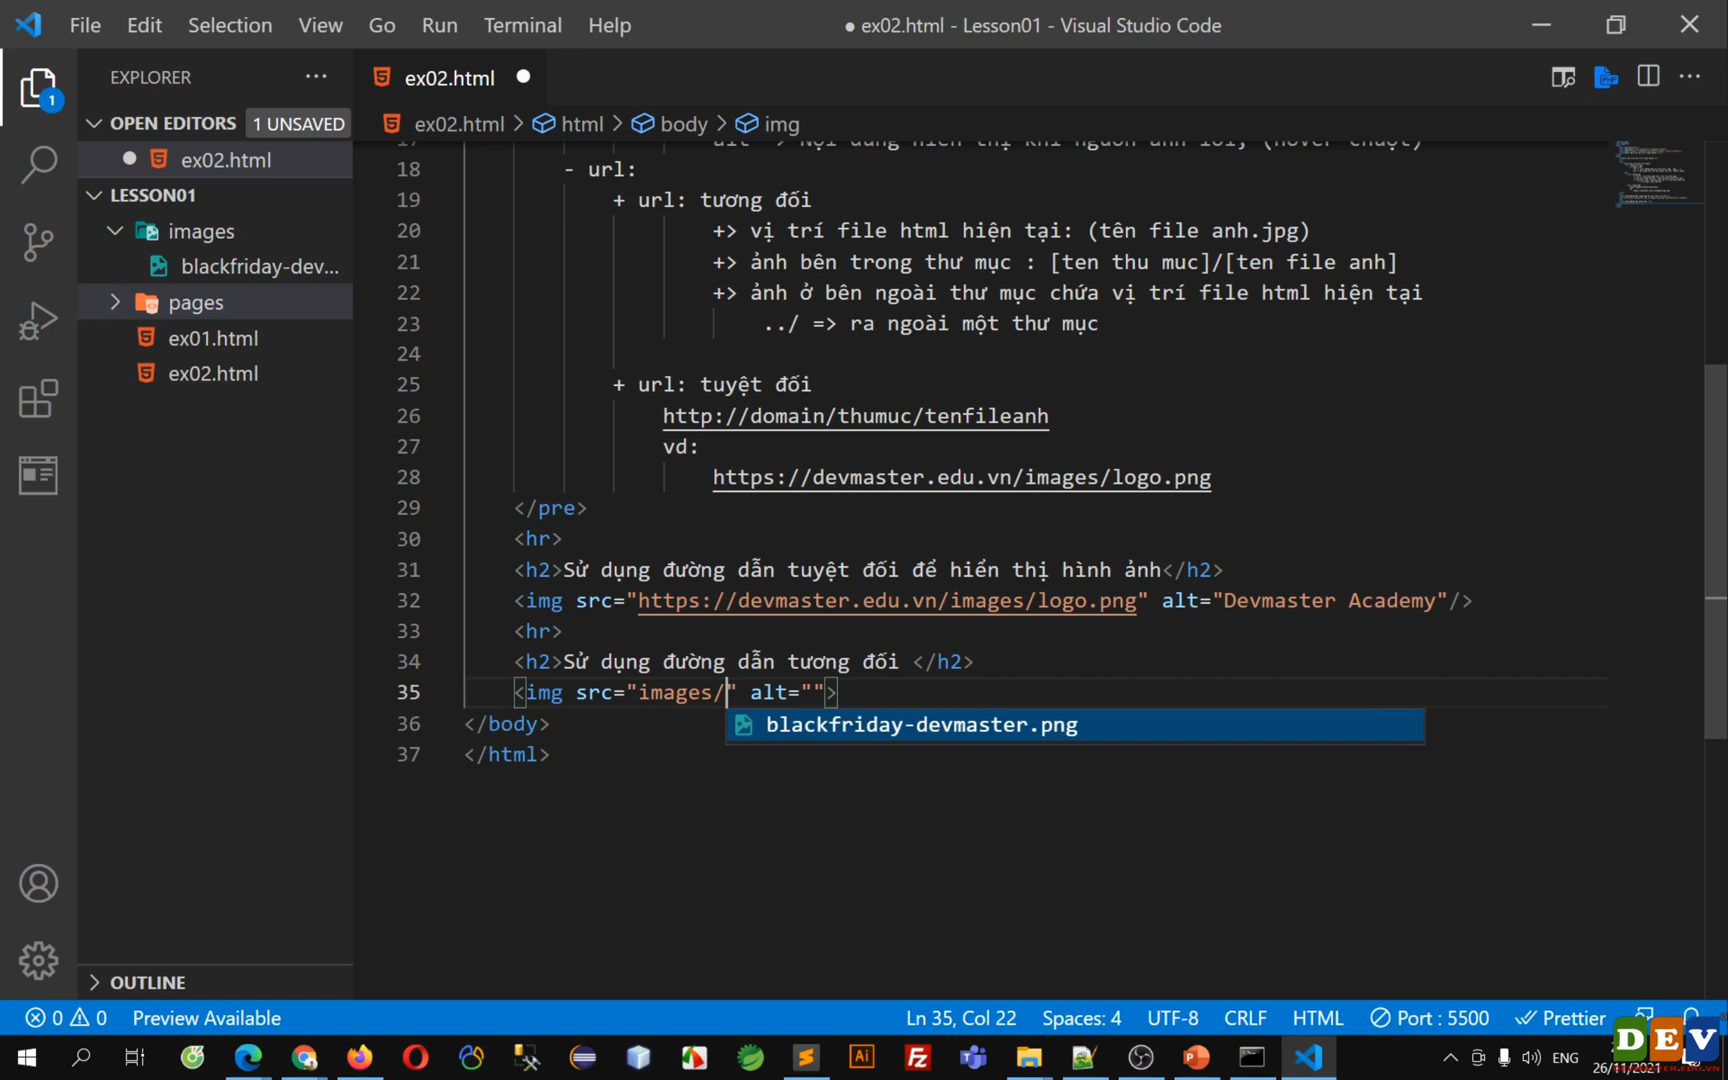 File Edit Selection View Go Run Terminal Help
● ex02.html - Lesson01 - Visual Studio Code
EXPLORER
ex02.html
OPEN EDITORS 1 UNSAVED
ex02.html > html > body > img
ex02.html
LESSON01
images
blackfriday-dev...
pages
ex01.html
ex02.html
18 - url:
19 + url: tương đối
20 +> vị trí file html hiện tại: (tên file anh.jpg)
21 +> ảnh bên trong thư mục : [ten thu muc]/[ten file anh]
22 +> ảnh ở bên ngoài thư mục chứa vị trí file html hiện tại
23 ../ => ra ngoài một thư mục
24
25 + url: tuyệt đối
26 http://domain/thumuc/tenfileanh
27 vd:
28 https://devmaster.edu.vn/images/logo.png
29 </pre>
30 <hr>
31 <h2>Sử dụng đường dẫn tuyệt đối để hiển thị hình ảnh</h2>
32 <img src="https://devmaster.edu.vn/images/logo.png" alt="Devmaster Academy"/>
33 <hr>
34 <h2>Sử dụng đường dẫn tương đối </h2>
35 <img src="images/" alt="">
blackfriday-devmaster.png
36 </body>
37 </html>
OUTLINE
0 0 Preview Available
Ln 35, Col 22 Spaces: 4 UTF-8 CRLF HTML Port : 5500 Prettier
1
PHP
Ai
Fz
ENG
26/11/2021
DEV
DEVMASTER.EDU.VN